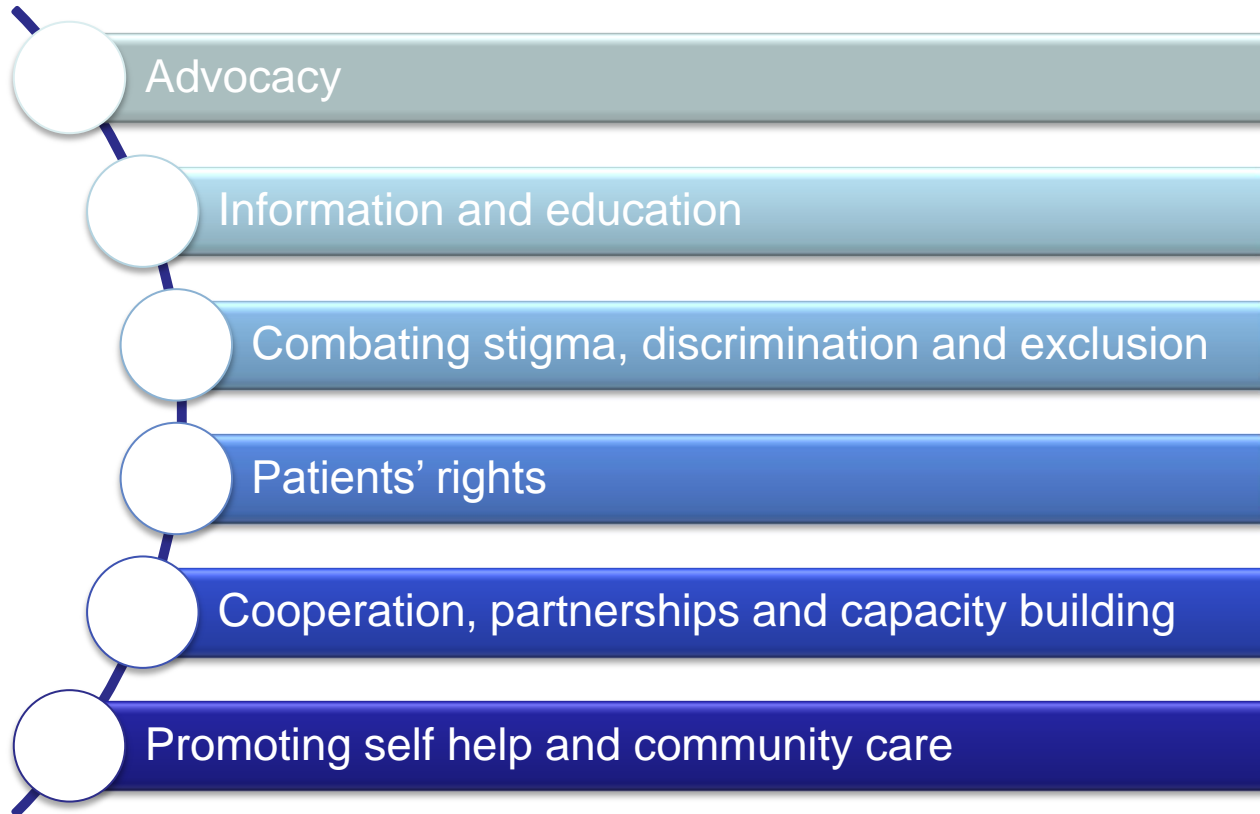 Advocacy
Information and education
Combating stigma, discrimination and exclusion
Patients’ rights
Cooperation, partnerships and capacity building
Promoting self help and community care